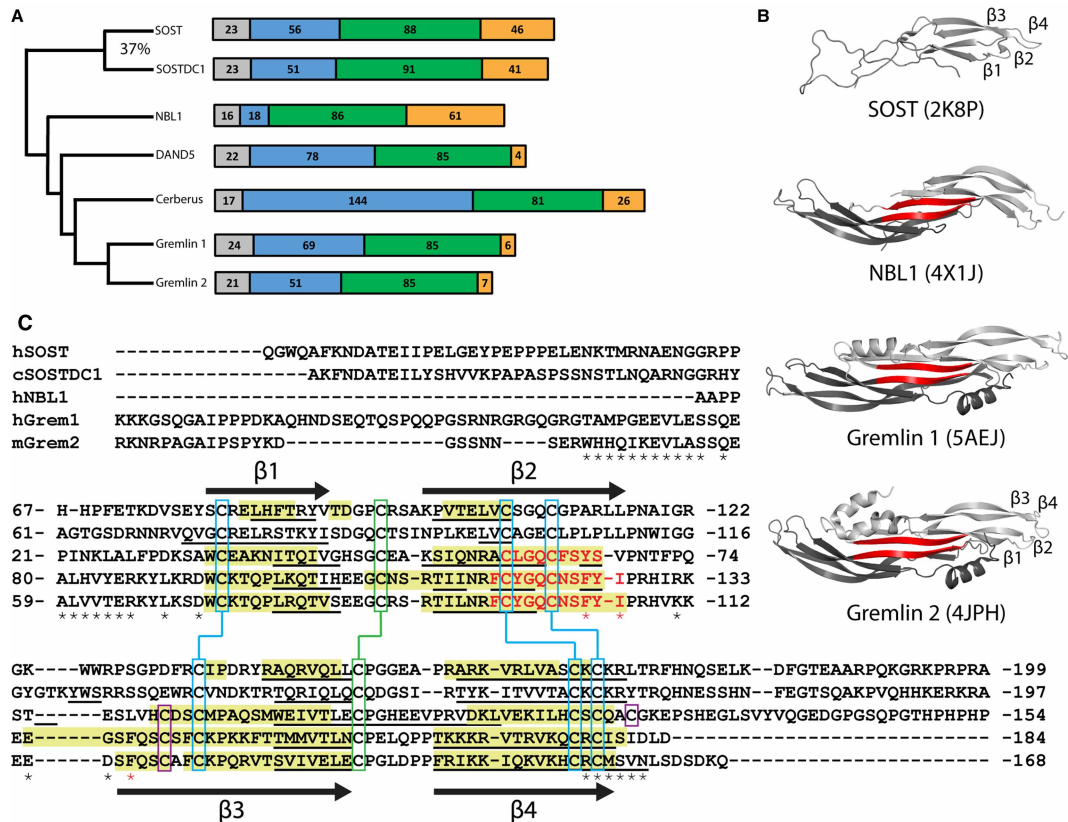 A
SOST 23 56 88 46
37%
SOSTDC1 23 51 91 41
NBL1 16 18 86 61
DAND5 22 78 85 4
Cerberus 17 144 81 26
Gremlin 1 24 69 85 6
Gremlin 2 21 51 85 7
B
β3 β4
β1 β2
SOST (2K8P)
NBL1 (4X1J)
Gremlin 1 (5AEJ)
β3 β4
β1 β2
Gremlin 2 (4JPH)
C
hSOST --------------QGWQAFKNDATEIIPELGEYPEPPPELENKTMRNAENGGRPP
cSOSTDC1 ------------------AKFNDATEILYSHVVKPAPASPSSNSTLNQARNGGRHY
hNBL1 -----------------------------------------------------AAPP
hGrem1 KKKGSQGAIPPPDKAQHNDSEQTQSPQQPGSRNRGRGQGRGTAMPGEEVLESSQE
mGrem2 RKNRPAGAIPSPYKD---------------GSSNN----SERWHHQIKEVLASSQE
* * * * * * * * * * * *
β1 β2
67- H-HPFETKDVSEYSCRELHFTRYVTDGPCRSAKPVTELVCSGQCGPARLLPNAIGR -122
61- AGTGSDRNNRVQVGCRELRSTKYISDGQCTSINPLKELVCAGECLPLPLLPNWIGG -116
21- PINKLALFPDKSAWCEAKNITQIVGHSGCEA-KSIQNRACLGQCFSYS-VPNTFPQ -74
80- ALHVYERKYLKRDWCKTQPLKQTIHEEGCNS-RTIINRFCYGQCNSFY-IPRHIRK -133
59- ALVVTERKYLKSDWCKTQPLRQTVSEEGCRS-RTILNRFCYGQCNSFY-IPRHVKK -112
* * * * * * * * * * * *
GK----WWRPSGPDFRCIPDRYRAQRVQLLCPGGEA-PRARK-VRLVASCKCKRLTRFHNQSELK--DFGTEAARPQKGRKPRPRA -199
GYGTKYWSRRSSQEWRCVNDKTRTQRIQLQCQDGSI-RTYK-ITVVTACKCKRYTRQHNESSHN--FEGTSQAKPVQHHKERKRA -197
ST-----ESLVHCDSCMPAQSMWEIVTLECPGHEEVPRVDKLVEKILHCSCQACGKEPSHEGLSVYVQGEDGPGSQPGTHPHPHP -154
EE-----GSFQSCSFCKPKKFTTMMVTLNCPELQPPTKKKRV-TRVKQCRCISIDLD---------------------------- -184
EE-----DSFQSCAFCKPQRVTSVIVELECPGLDPPFRIKK-IQKVKHCRCMSVNLSDSDKQ----------------------- -168
* * * * * * * * *
β3 β4